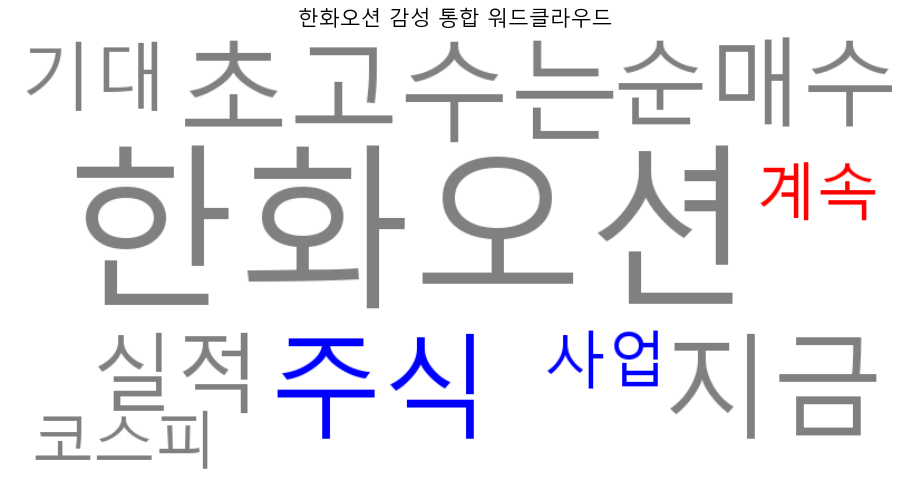 한화오션 감성 통합 워드클라우드
기대 초고수는 순매수
한화오션 계속
실적 주식 사업 지금
코스피